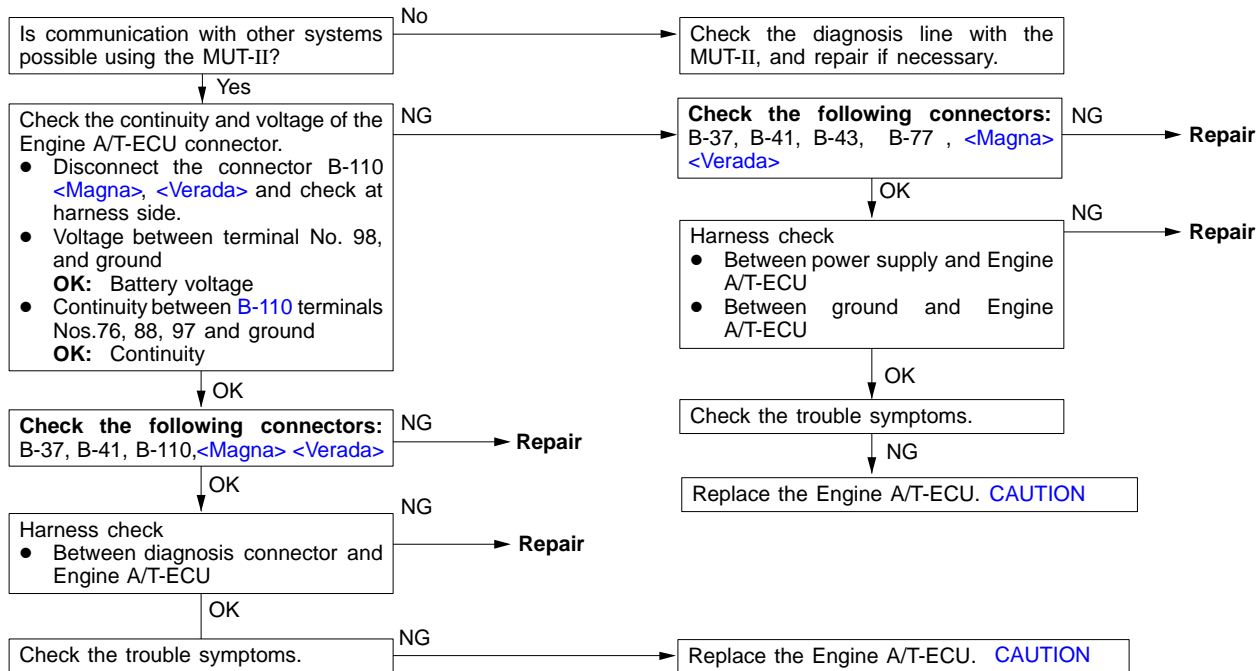 Is communication with other systems
possible using the MUT-II?
No
Check the diagnosis line with the
MUT-II, and repair if necessary.
Yes
Check the continuity and voltage of the
Engine A/T-ECU connector.
● Disconnect the connector B-110
<Magna>, <Verada> and check at
harness side.
● Voltage between terminal No. 98,
and ground
OK: Battery voltage
● Continuity between B-110 terminals
Nos.76, 88, 97 and ground
OK: Continuity
NG
Check the following connectors:
B-37, B-41, B-43, B-77 , <Magna>
<Verada>
NG
Repair
OK
Harness check
● Between power supply and Engine
A/T-ECU
● Between ground and Engine
A/T-ECU
NG
Repair
OK
Check the trouble symptoms.
NG
Replace the Engine A/T-ECU. CAUTION
OK
Check the following connectors:
B-37, B-41, B-110,<Magna> <Verada>
NG
Repair
OK
Harness check
● Between diagnosis connector and
Engine A/T-ECU
NG
Repair
OK
Check the trouble symptoms.
NG
Replace the Engine A/T-ECU. CAUTION